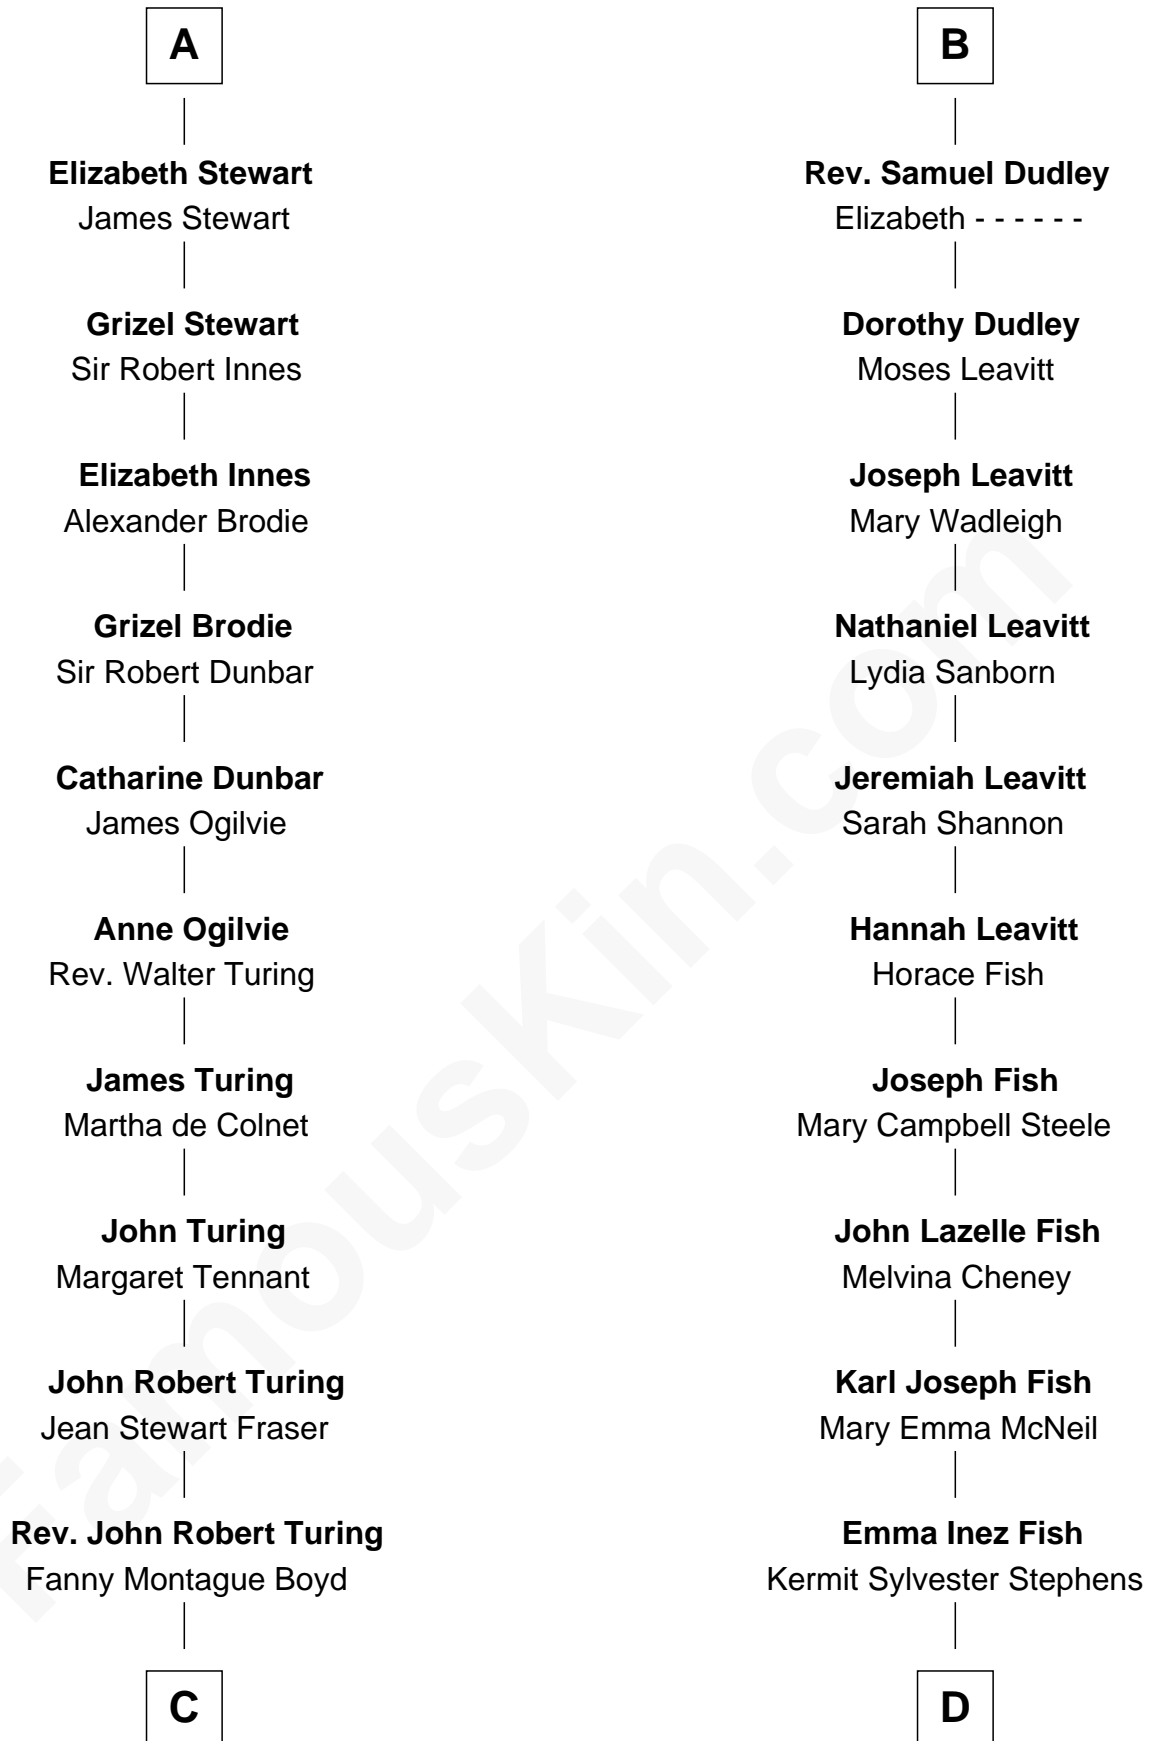 A
Elizabeth Stewart
James Stewart
Grizel Stewart
Sir Robert Innes
Elizabeth Innes
Alexander Brodie
Grizel Brodie
Sir Robert Dunbar
Catharine Dunbar
James Ogilvie
Anne Ogilvie
Rev. Walter Turing
James Turing
Martha de Colnet
John Turing
Margaret Tennant
John Robert Turing
Jean Stewart Fraser
Rev. John Robert Turing
Fanny Montague Boyd
C
B
Rev. Samuel Dudley
Elizabeth - - - - - -
Dorothy Dudley
Moses Leavitt
Joseph Leavitt
Mary Wadleigh
Nathaniel Leavitt
Lydia Sanborn
Jeremiah Leavitt
Sarah Shannon
Hannah Leavitt
Horace Fish
Joseph Fish
Mary Campbell Steele
John Lazelle Fish
Melvina Cheney
Karl Joseph Fish
Mary Emma McNeil
Emma Inez Fish
Kermit Sylvester Stephens
D
FamousKin.com